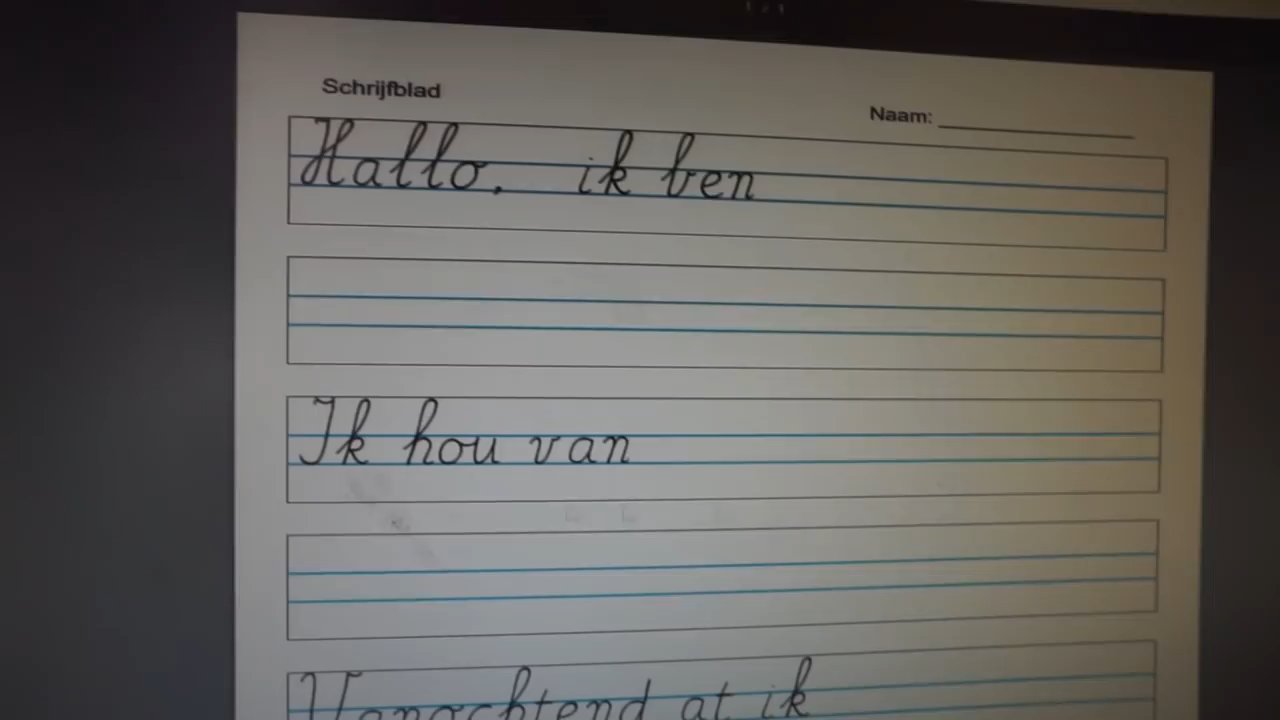 Schrijfblad
Naam:
Hallo, ik ben
Ik hou van
Vanochtend at ik